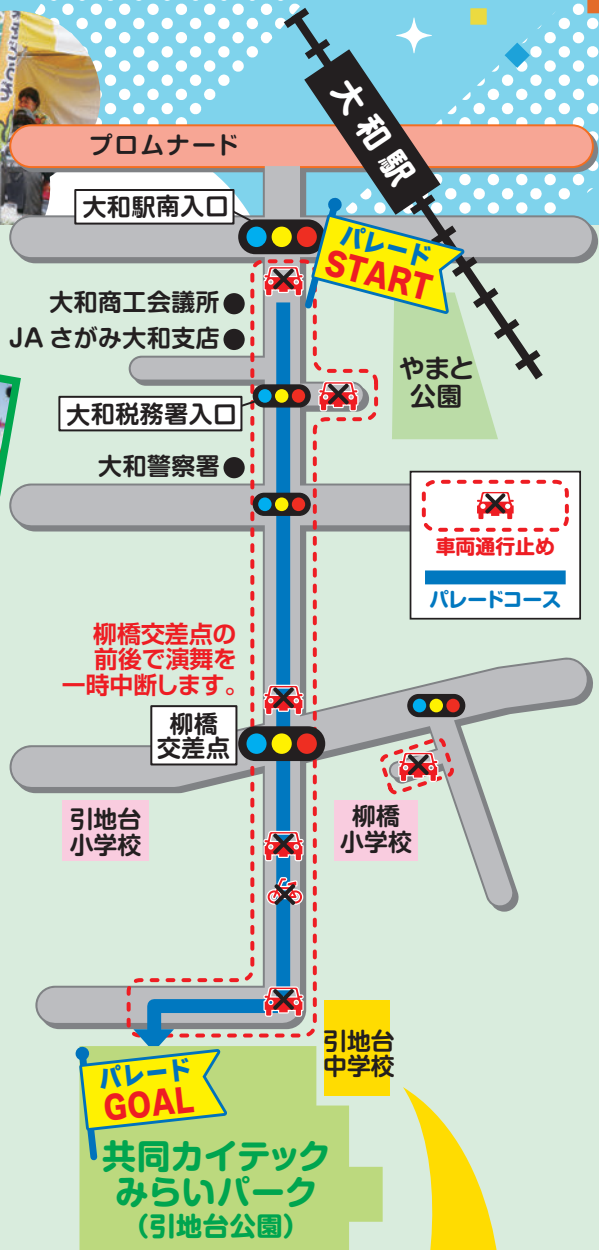 大和駅
プロムナード
大和駅南入口
パレード
START
大和商工会議所
JAさがみ大和支店
やまと
公園
大和税務署入口
大和警察署
車両通行止め
パレードコース
柳橋交差点の
前後で演舞を
一時中断します。
柳橋
交差点
引地台
小学校
柳橋
小学校
引地台
中学校
パレード
GOAL
共同カイテック
みらいパーク
(引地台公園)